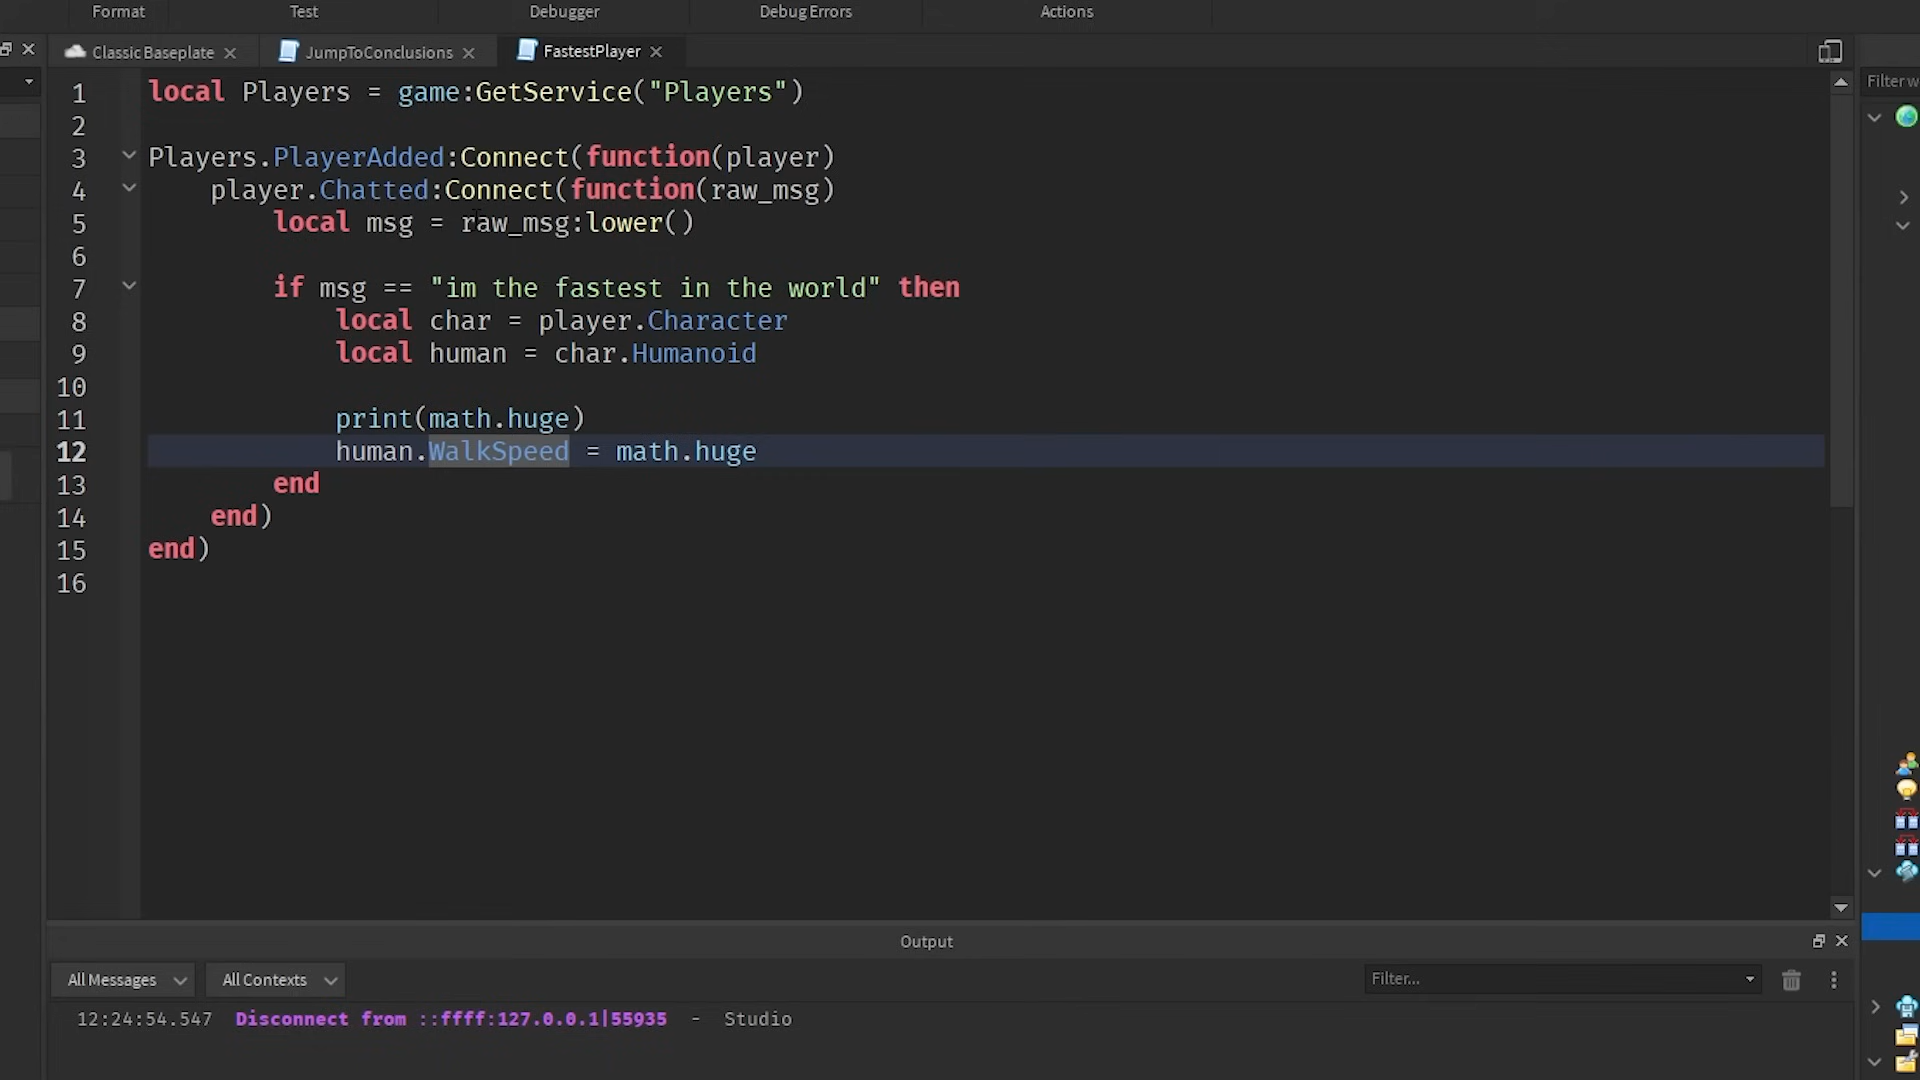 Format Test Debugger Debug Errors Actions
Classic Baseplate JumpToConclusions FastestPlayer
Filter w
1 local Players = game:GetService("Players")
2
3 Players.PlayerAdded:Connect(function(player)
4 player.Chatted:Connect(function(raw_msg)
5 local msg = raw_msg:lower()
6
7 if msg == "im the fastest in the world" then
8 local char = player.Character
9 local human = char.Humanoid
10
11 print(math.huge)
12 human.WalkSpeed = math.huge
13 end
14 end)
15 end)
16
Output
All Messages All Contexts Filter...
12:24:54.547 Disconnect from ::ffff:127.0.0.1|55935 - Studio